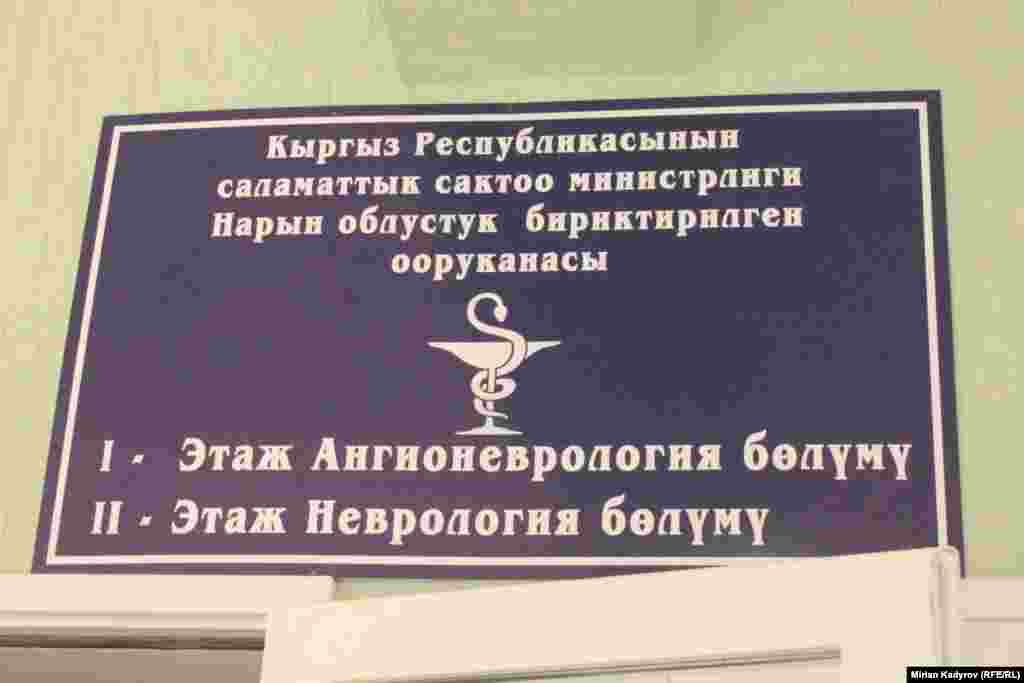 Кыргыз Республикасынын
саламаттык сактоо министрлиги
Нарын облустук бириктирилген
ооруканасы
I - Этаж Ангионеврология бөлүмү
II - Этаж Неврология бөлүмү
Mirlan Kadyrov (RFE/RL)